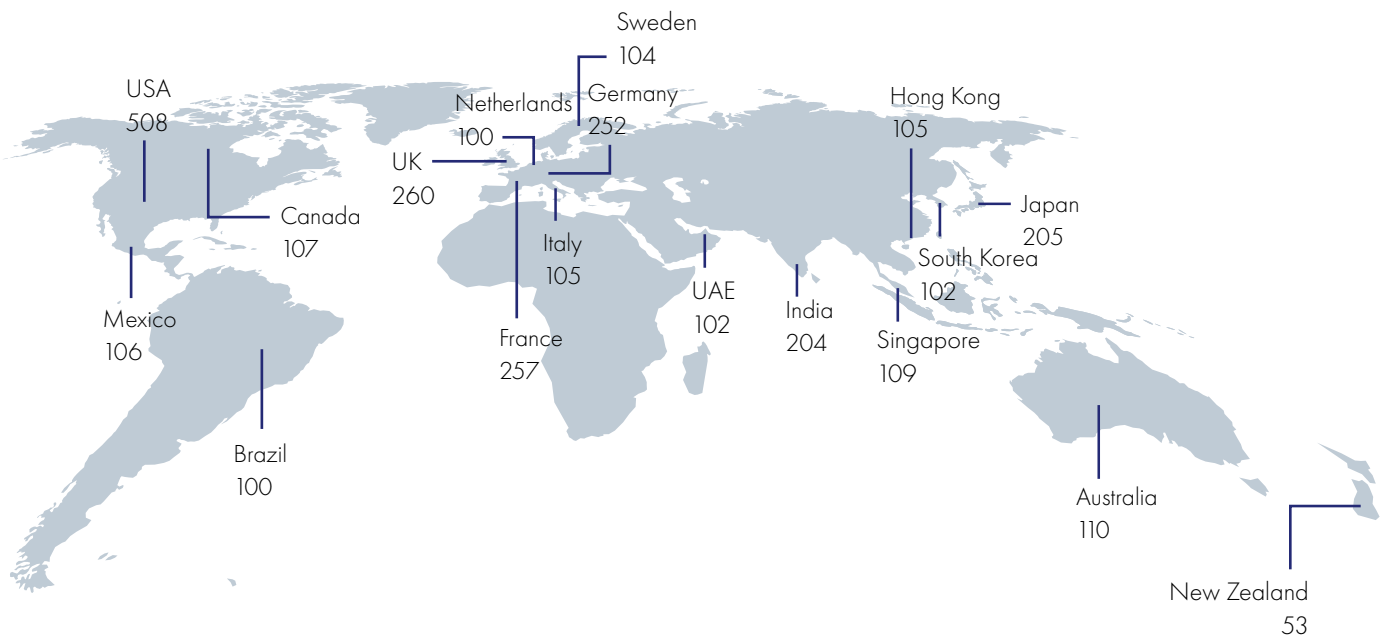 Sweden
104
USA
508
Netherlands
100
Germany
252
Hong Kong
105
UK
260
Canada
107
Japan
205
Italy
105
South Korea
102
UAE
102
India
204
Mexico
106
France
257
Singapore
109
Brazil
100
Australia
110
New Zealand
53